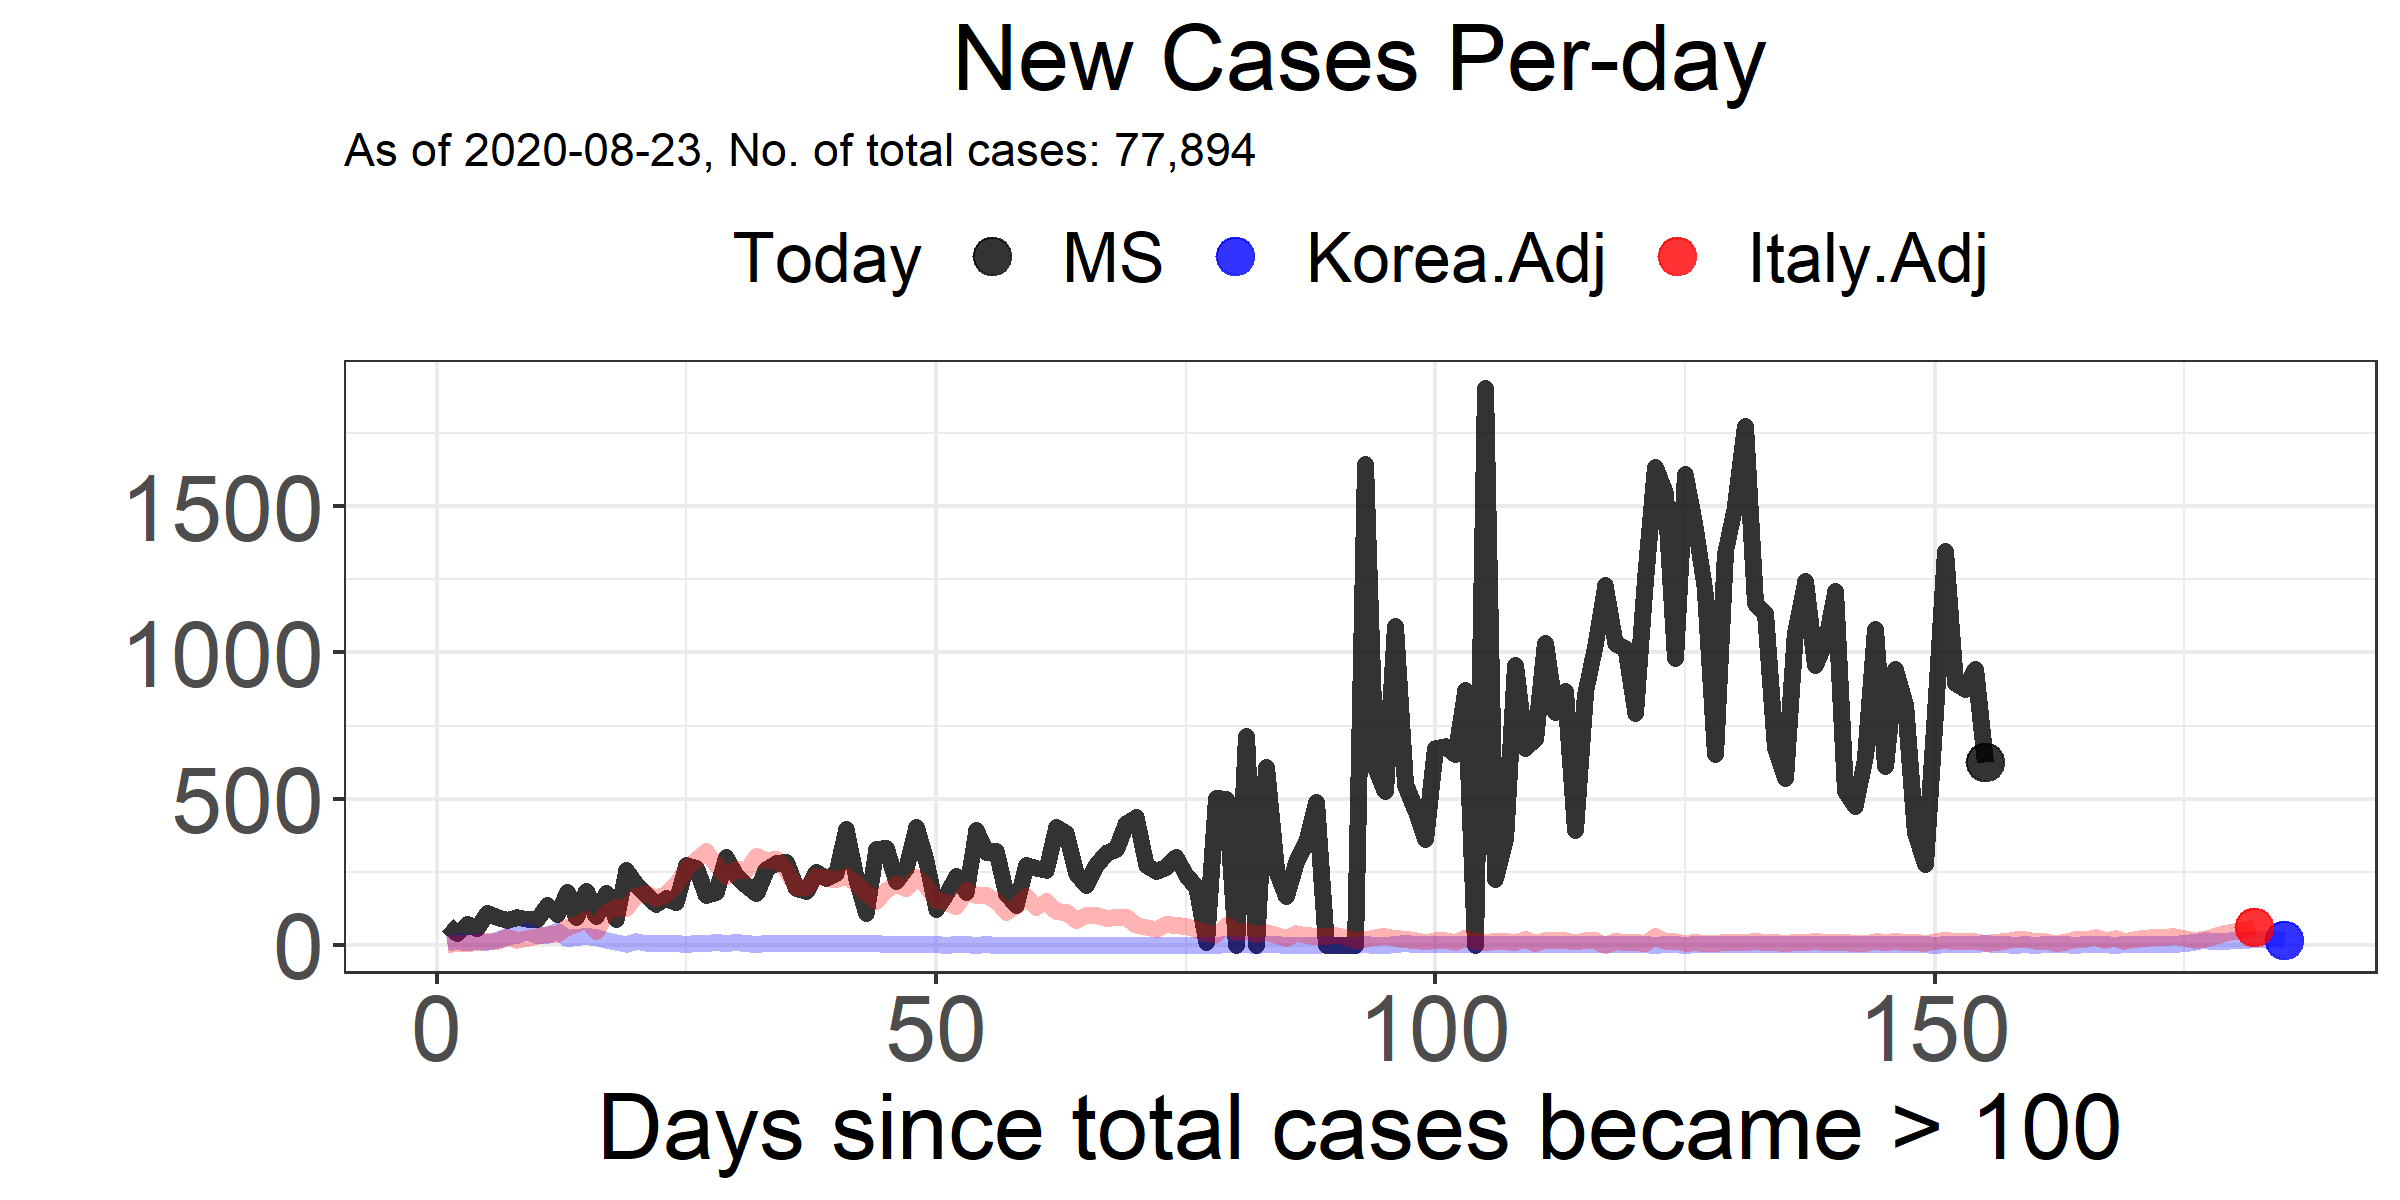 New Cases Per-day
As of 2020-08-23, No. of total cases: 77,894
Today MS Korea.Adj Italy.Adj
1500
1000
500
0
0 50 100 150
Days since total cases became > 100